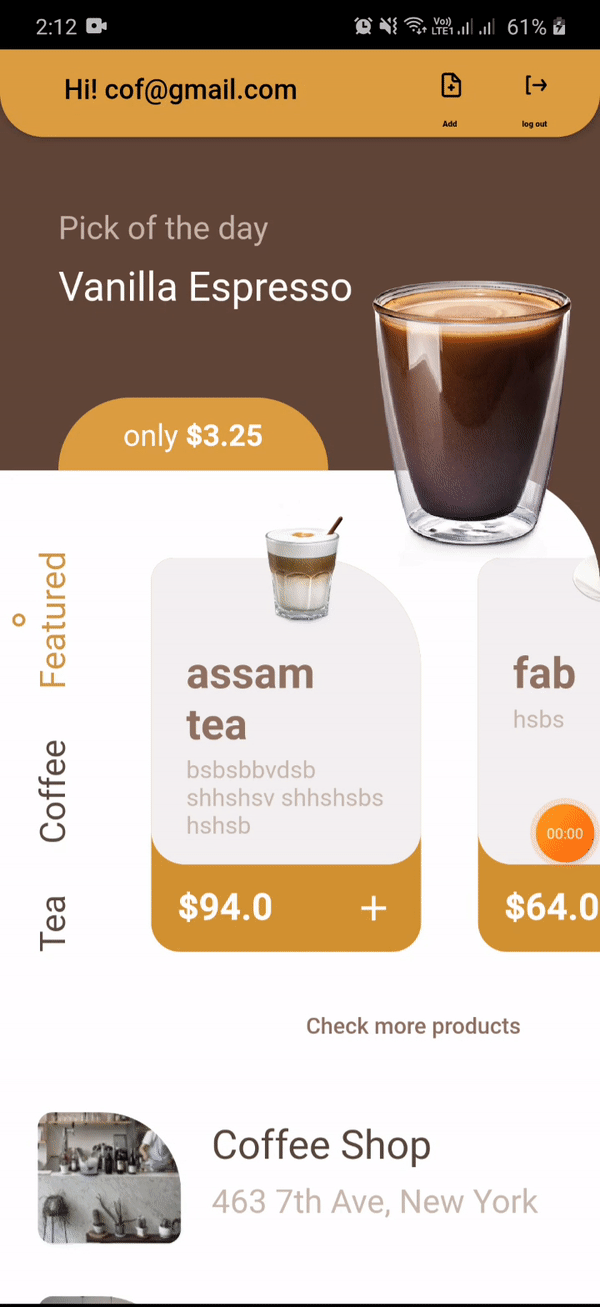 2:12
Vo)) LTE1 61%
Hi! cof@gmail.com
Add
log out
Pick of the day
Vanilla Espresso
only $3.25
Featured
Coffee
Tea
assam
tea
bsbsbbvdsb
shhshsv shhshsbs
hshsb
$94.0
+
fab
hsbs
00:00
$64.0
Check more products
Coffee Shop
463 7th Ave, New York